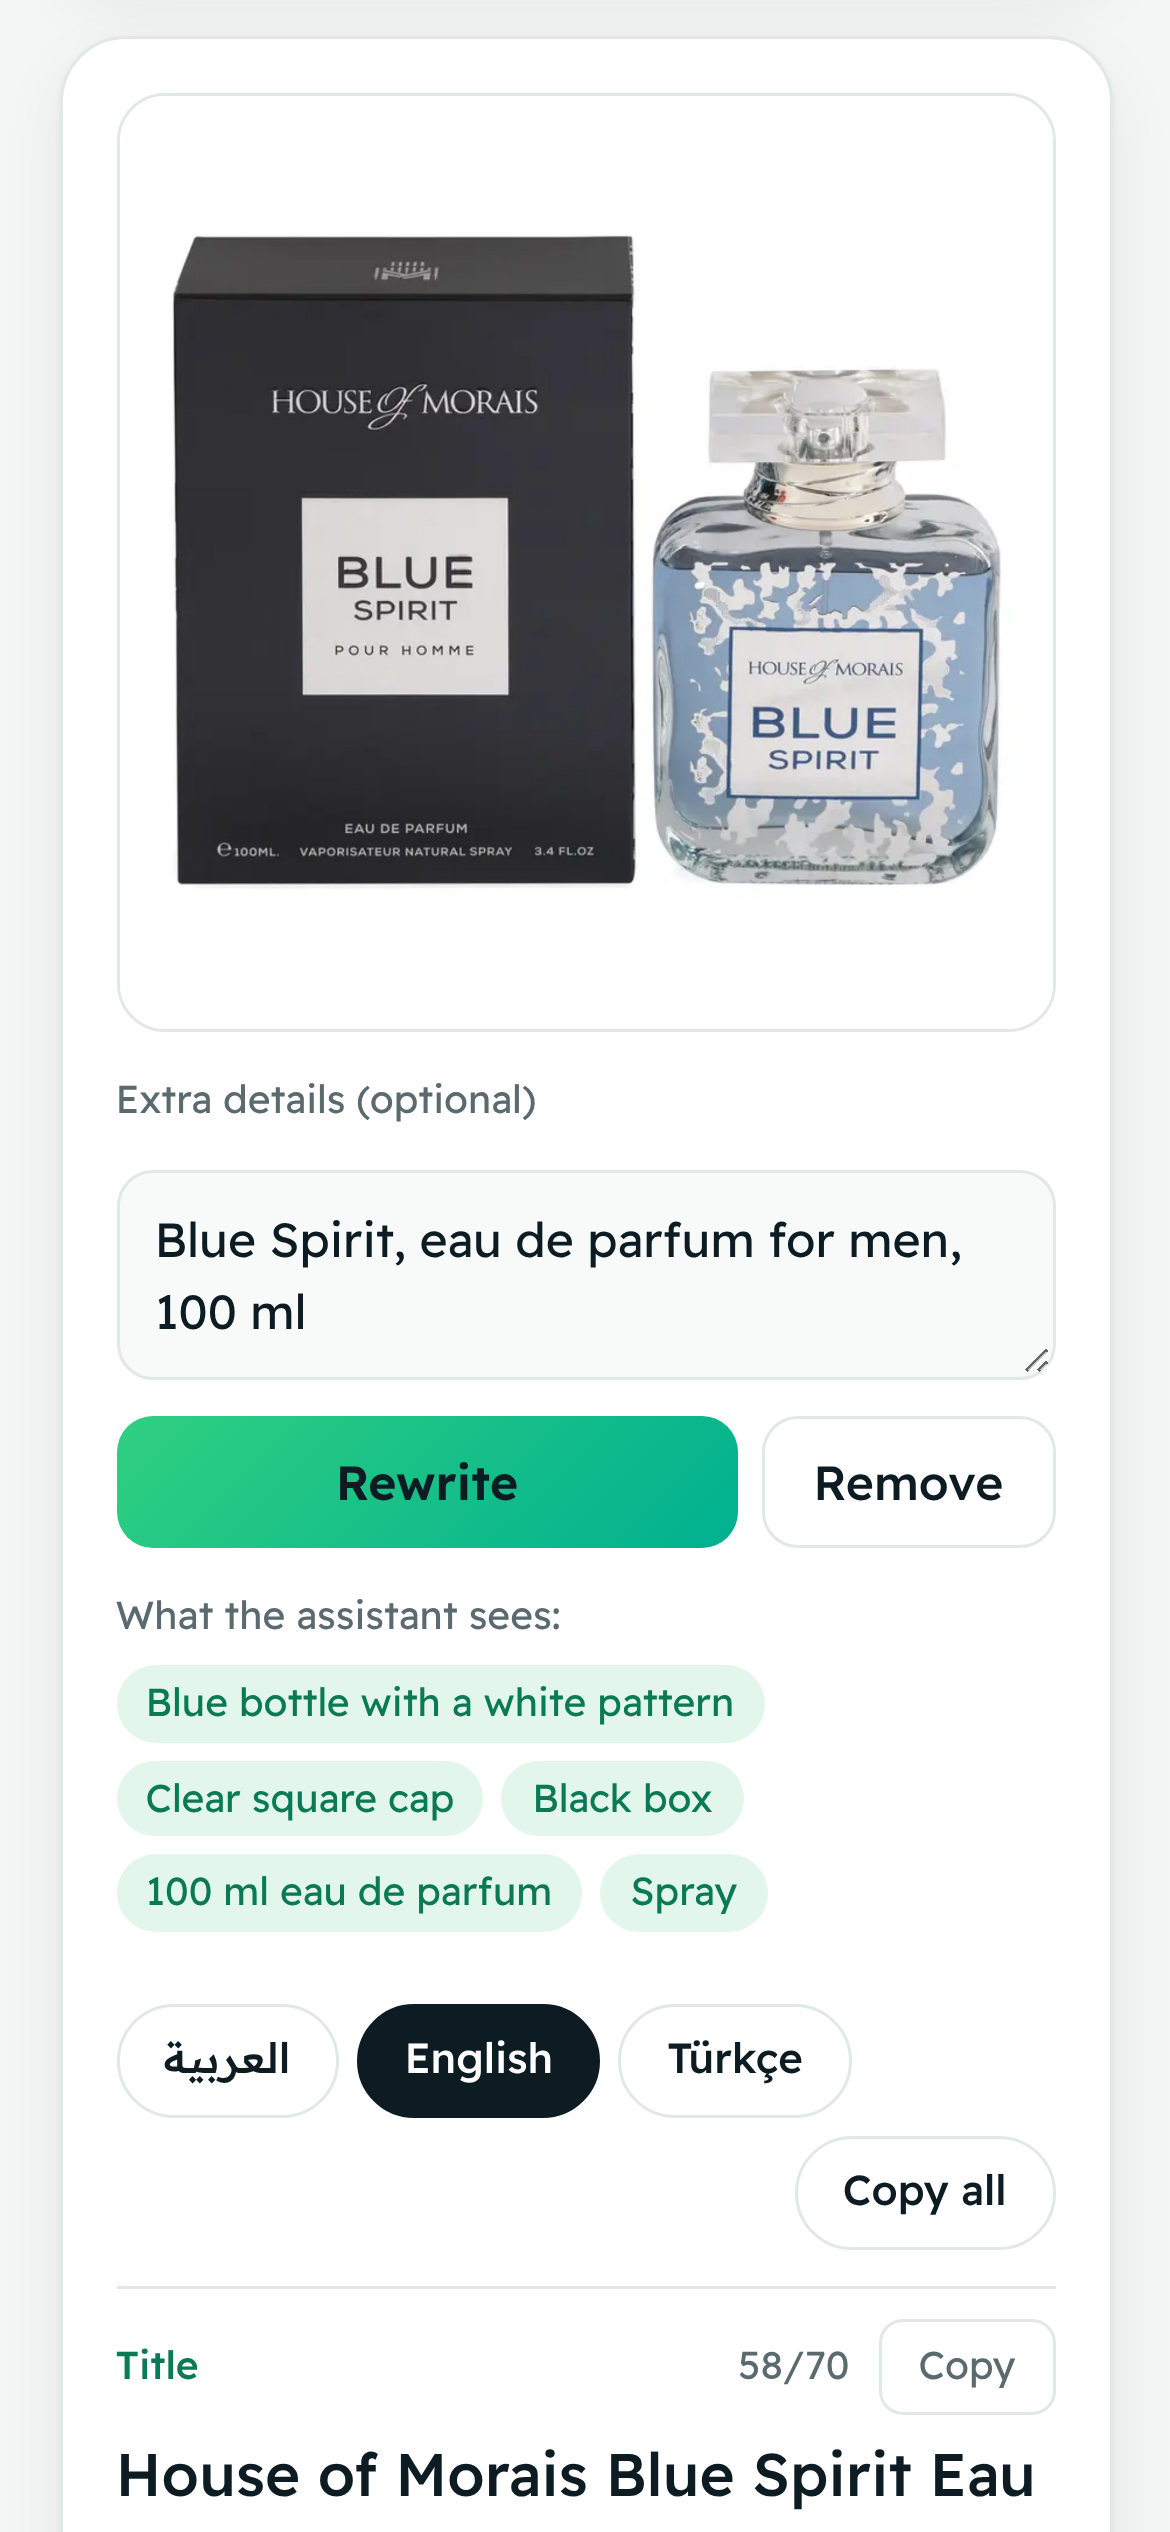 HOUSE of MORAIS
BLUE
SPIRIT
POUR HOMME
EAU DE PARFUM
℮100ML. VAPORISATEUR NATURAL SPRAY 3.4 FL.OZ
HOUSE of MORAIS
BLUE
SPIRIT
Extra details (optional)
Blue Spirit, eau de parfum for men,
100 ml
Rewrite Remove
What the assistant sees:
Blue bottle with a white pattern
Clear square cap Black box
100 ml eau de parfum Spray
العربية English Türkçe
Copy all
Title 58/70 Copy
House of Morais Blue Spirit Eau